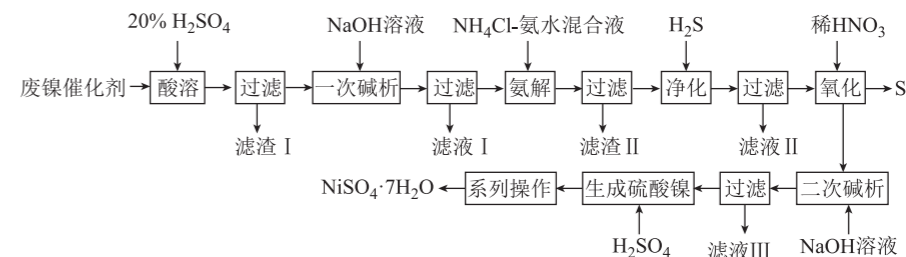 20% H₂SO₄ NaOH溶液 NH₄Cl-氨水混合液 H₂S 稀HNO₃
废镍催化剂 酸溶 过滤 一次碱析 过滤 氨解 过滤 净化 过滤 氧化 S
滤渣Ⅰ 滤液Ⅰ 滤渣Ⅱ 滤液Ⅱ
NiSO₄·7H₂O 系列操作 生成硫酸镍 过滤 二次碱析
H₂SO₄ 滤液Ⅲ NaOH溶液